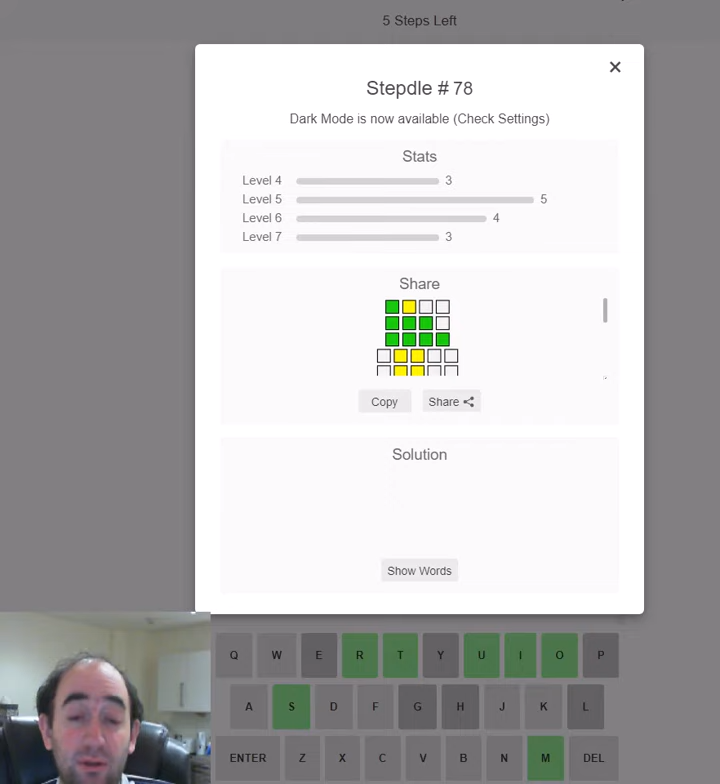 5 Steps Left
Stepdle # 78
Dark Mode is now available (Check Settings)
Stats
Level 4 3
Level 5 5
Level 6 4
Level 7 3
Share
Copy Share
Solution
Show Words
Q W E R T Y U I O P
A S D F G H J K L
ENTER Z X C V B N M DEL